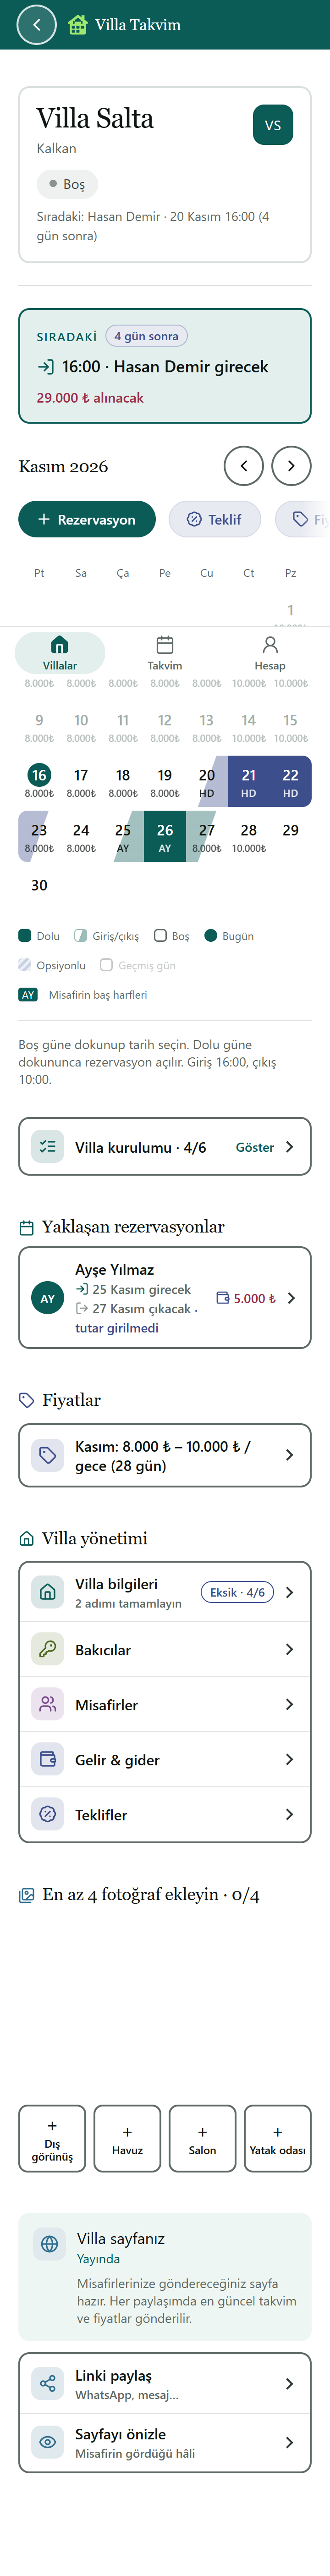 Villa Takvim
Villa Salta
VS
Kalkan
Boş
Sıradaki: Hasan Demir · 20 Kasım 16:00 (4
gün sonra)
SIRADAKİ
4 gün sonra
16:00 · Hasan Demir girecek
29.000 ₺ alınacak
Kasım 2026
Rezervasyon
Teklif
Pt Sa Ça Pe Cu Ct Pz
1
Villalar
Takvim
Hesap
8.000₺ 8.000₺ 8.000₺ 8.000₺ 8.000₺ 10.000₺ 10.000₺
9 10 11 12 13 14 15
8.000₺ 8.000₺ 8.000₺ 8.000₺ 8.000₺ 10.000₺ 10.000₺
16 17 18 19 20 21 22
8.000₺ 8.000₺ 8.000₺ 8.000₺ HD HD HD
23 24 25 26 27 28 29
8.000₺ 8.000₺ AY AY 8.000₺ 10.000₺
30
Dolu
Giriş/çıkış
Boş
Bugün
Opsiyonlu
Geçmiş gün
AY Misafirin baş harfleri
Boş güne dokunup tarih seçin. Dolu güne
dokununca rezervasyon açılır. Giriş 16:00, çıkış
10:00.
Villa kurulumu · 4/6
Göster
Yaklaşan rezervasyonlar
AY
Ayşe Yılmaz
25 Kasım girecek
27 Kasım çıkacak ·
tutar girilmedi
5.000 ₺
Fiyatlar
Kasım: 8.000 ₺ – 10.000 ₺ /
gece (28 gün)
Villa yönetimi
Villa bilgileri
2 adımı tamamlayın
Eksik · 4/6
Bakıcılar
Misafirler
Gelir & gider
Teklifler
En az 4 fotoğraf ekleyin · 0/4
+
Dış
görünüş
+
Havuz
+
Salon
+
Yatak odası
Villa sayfanız
Yayında
Misafirlerinize göndereceğiniz sayfa
hazır. Her paylaşımda en güncel takvim
ve fiyatlar gönderilir.
Linki paylaş
WhatsApp, mesaj...
Sayfayı önizle
Misafirin gördüğü hâli